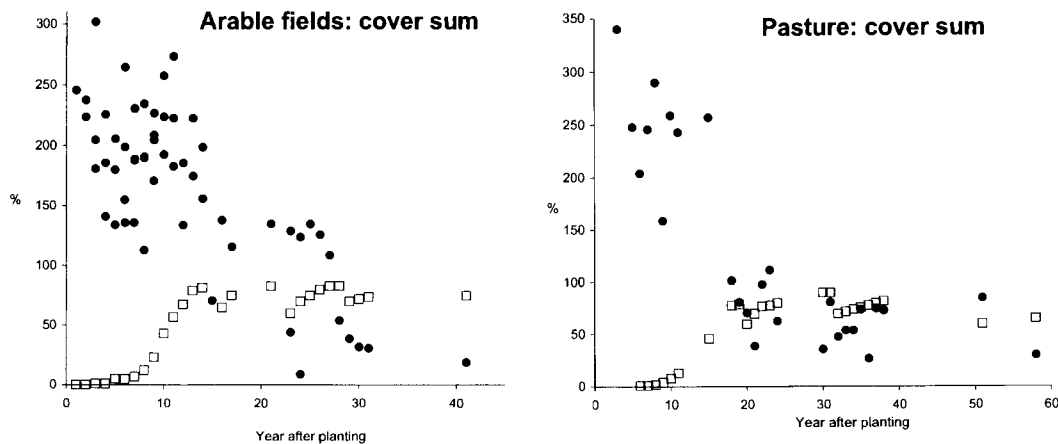 Arable fields: cover sum
300
250
200
150
100
50
0
%
0 10 20 30 40
Year after planting
Pasture: cover sum
350
300
250
200
150
100
50
0
%
0 10 20 30 40 50 60
Year after planting